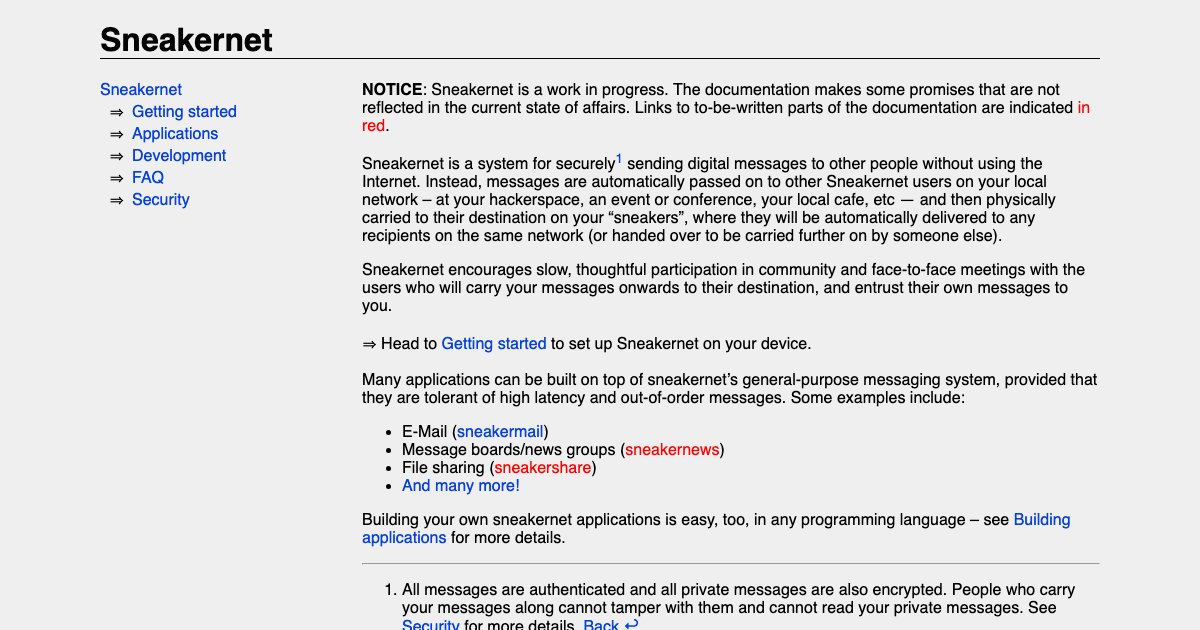 Sneakernet
Sneakernet
⇒ Getting started
⇒ Applications
⇒ Development
⇒ FAQ
⇒ Security
NOTICE: Sneakernet is a work in progress. The documentation makes some promises that are not
reflected in the current state of affairs. Links to to-be-written parts of the documentation are indicated in
red.
Sneakernet is a system for securely1 sending digital messages to other people without using the
Internet. Instead, messages are automatically passed on to other Sneakernet users on your local
network – at your hackerspace, an event or conference, your local cafe, etc — and then physically
carried to their destination on your “sneakers”, where they will be automatically delivered to any
recipients on the same network (or handed over to be carried further on by someone else).
Sneakernet encourages slow, thoughtful participation in community and face-to-face meetings with the
users who will carry your messages onwards to their destination, and entrust their own messages to
you.
⇒ Head to Getting started to set up Sneakernet on your device.
Many applications can be built on top of sneakernet’s general-purpose messaging system, provided that
they are tolerant of high latency and out-of-order messages. Some examples include:
• E-Mail (sneakermail)
• Message boards/news groups (sneakernews)
• File sharing (sneakershare)
• And many more!
Building your own sneakernet applications is easy, too, in any programming language – see Building
applications for more details.
1. All messages are authenticated and all private messages are also encrypted. People who carry
your messages along cannot tamper with them and cannot read your private messages. See
Security for more details. Back ↩